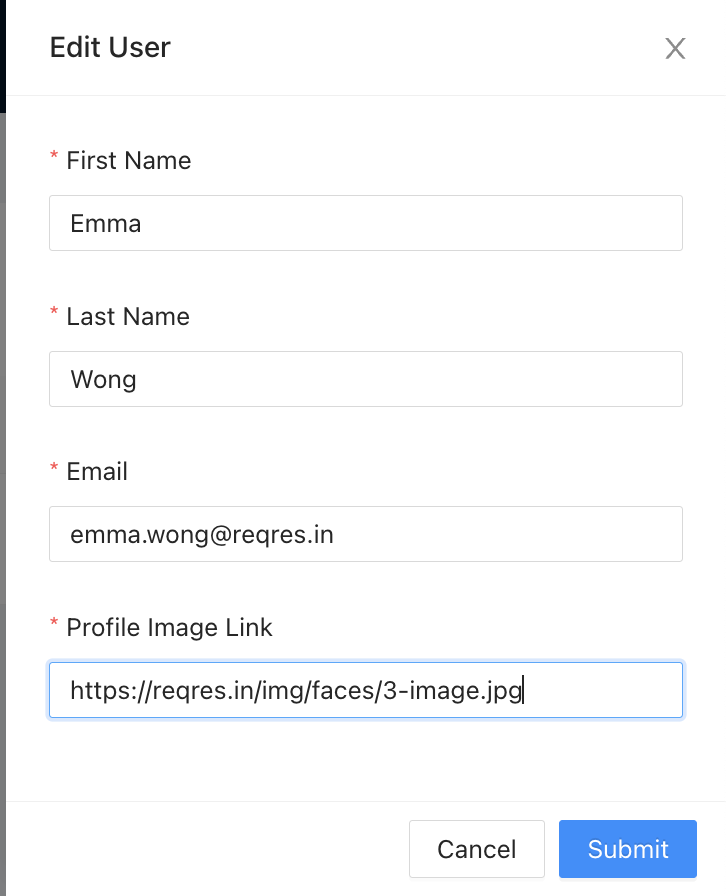 Edit User
* First Name
Emma
* Last Name
Wong
* Email
emma.wong@reqres.in
* Profile Image Link
https://reqres.in/img/faces/3-image.jpg
Cancel Submit